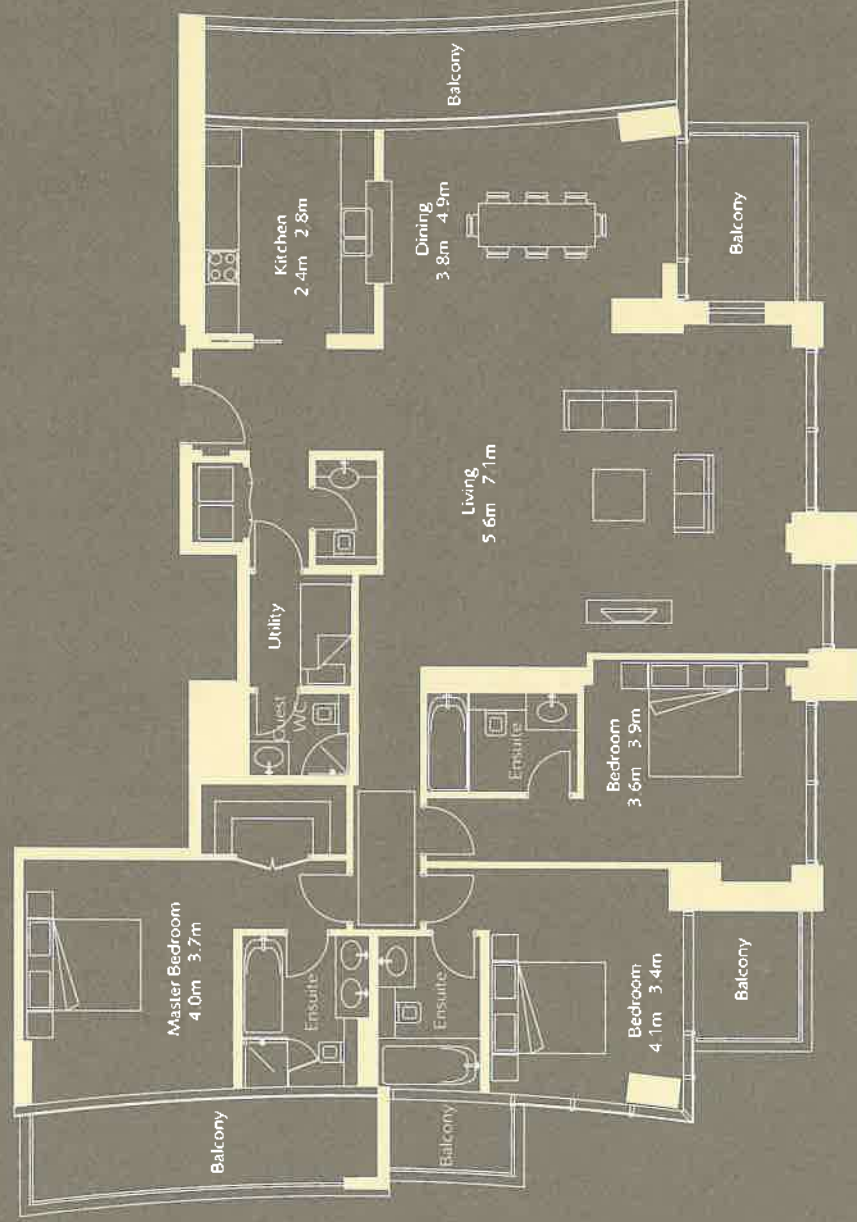 Balcony
Kitchen
2.4m 2.8m
Dining
3.8m 4.9m
Balcony
Living
5.6m 7.1m
Utility
Guest
WC
Ensuite
Bedroom
3.6m 3.9m
Master Bedroom
4.0m 3.7m
Ensuite
Ensuite
Bedroom
4.1m 3.4m
Balcony
Balcony
Balcony